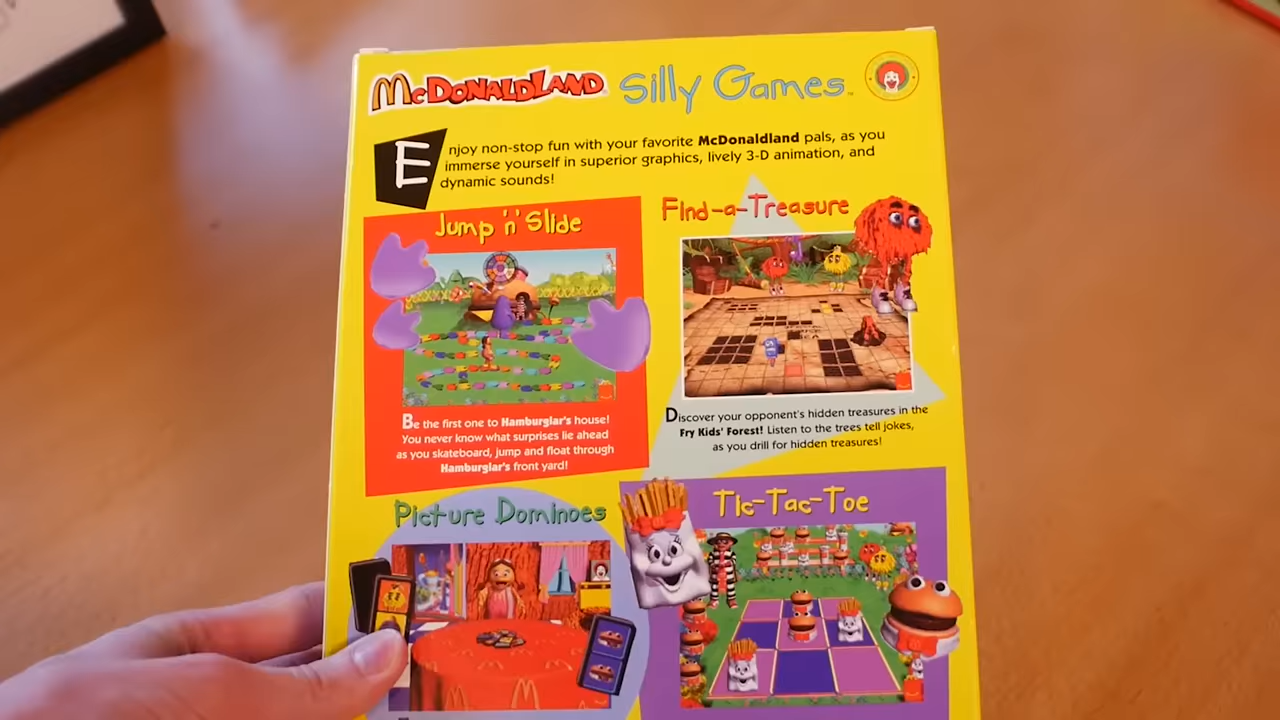 McDonaldland Silly Games™
Enjoy non-stop fun with your favorite McDonaldland pals, as you
immerse yourself in superior graphics, lively 3-D animation, and
dynamic sounds!
Jump 'n' Slide
Be the first one to Hamburglar's house!
You never know what surprises lie ahead
as you skateboard, jump and float through
Hamburglar's front yard!
Find-a-Treasure
Discover your opponent's hidden treasures in the
Fry Kids' Forest! Listen to the trees tell jokes,
as you drill for hidden treasures!
Picture Dominoes
Tic-Tac-Toe